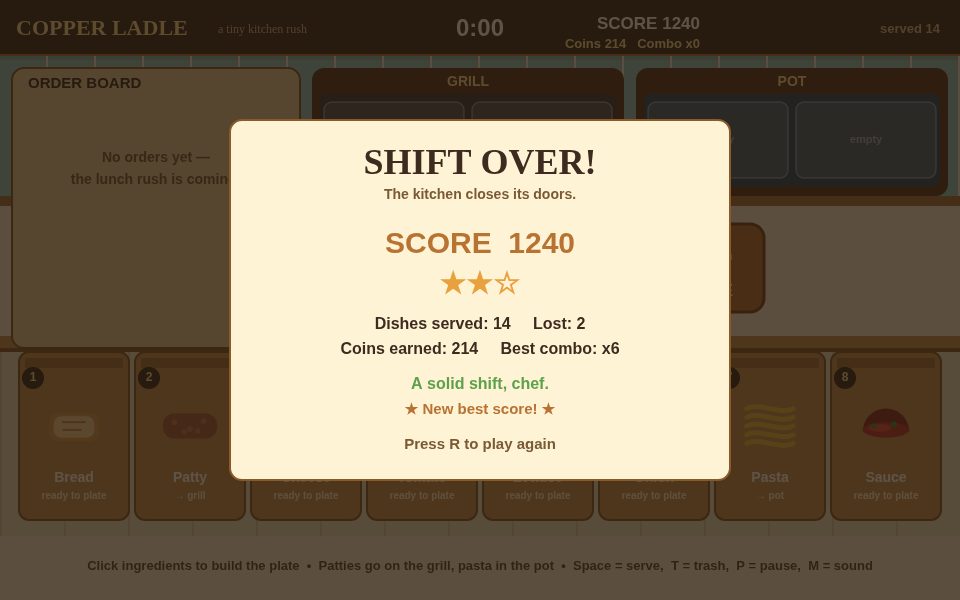 COPPER LADLE a tiny kitchen rush 0:00 SCORE 1240 served 14
Coins 214 Combo x0
ORDER BOARD
No orders yet —
the lunch rush is comin
GRILL
POT
empty
SHIFT OVER!
The kitchen closes its doors.
SCORE 1240
★★☆
Dishes served: 14 Lost: 2
Coins earned: 214 Best combo: x6
A solid shift, chef.
★ New best score! ★
Press R to play again
1 2 8
Bread Patty Pasta Sauce
ready to plate → grill ready to plate ready to plate ready to plate ready to plate → pot ready to plate
Click ingredients to build the plate • Patties go on the grill, pasta in the pot • Space = serve, T = trash, P = pause, M = sound